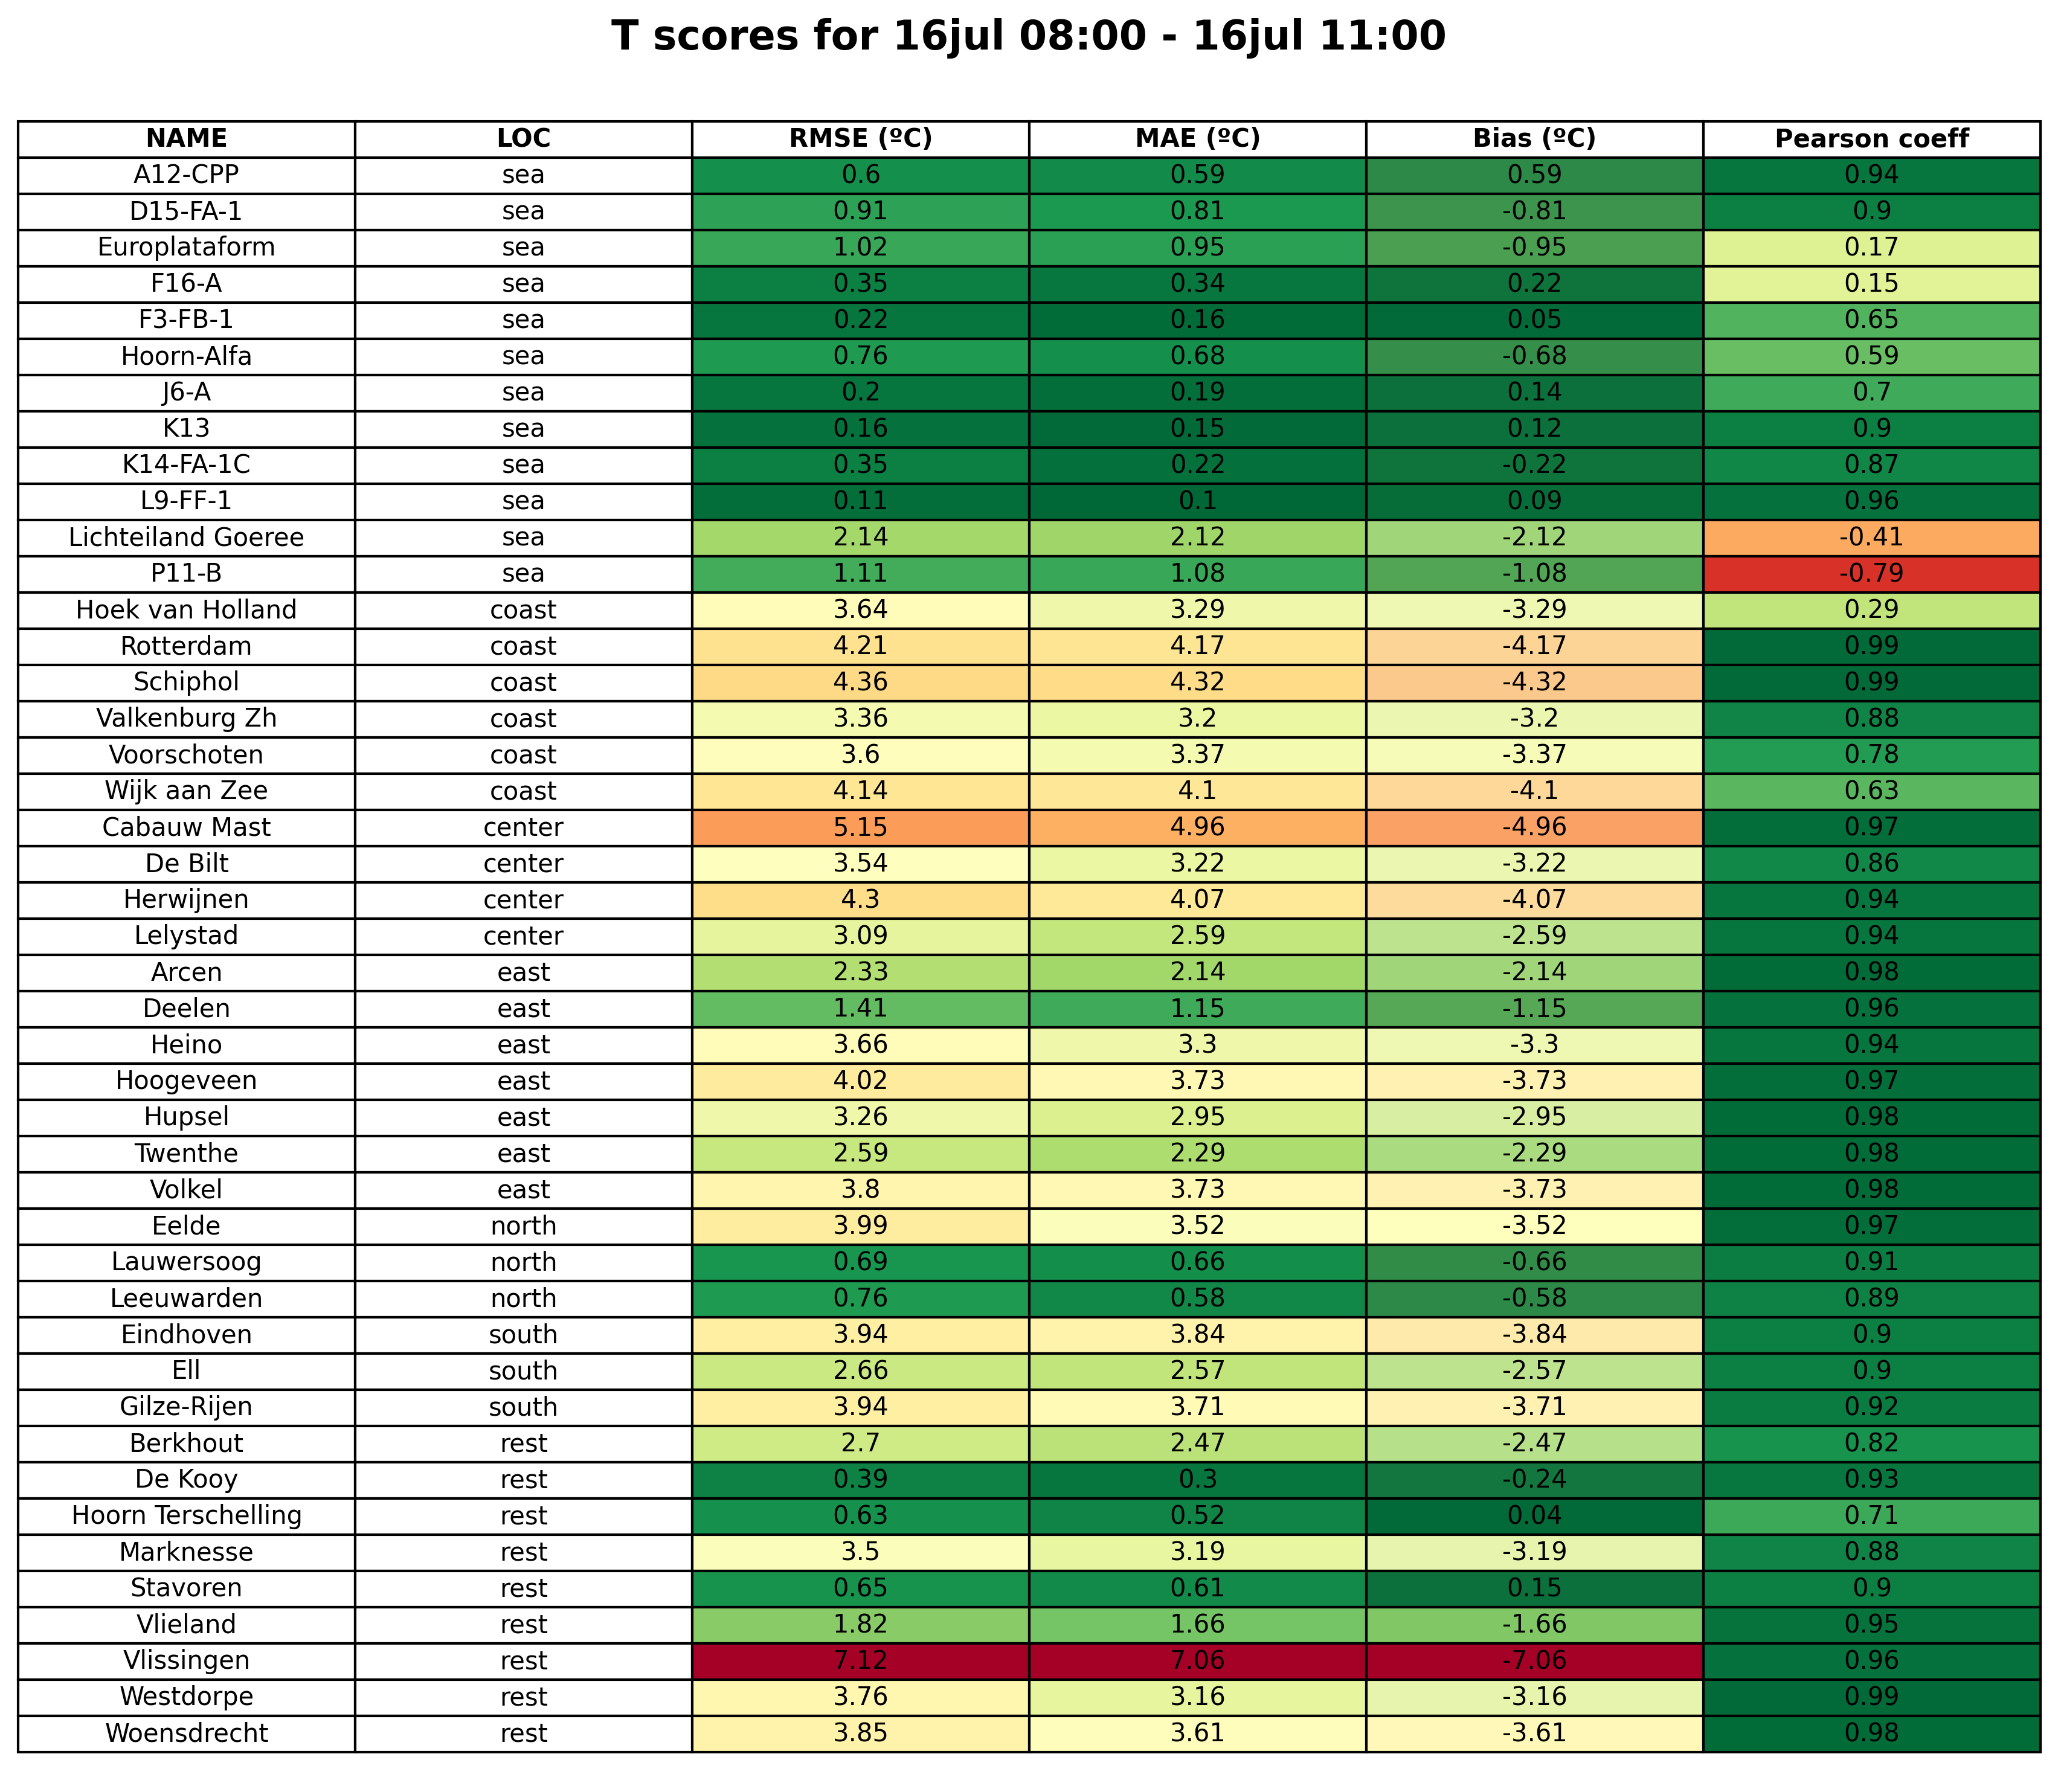 T scores for 16jul 08:00 - 16jul 11:00
NAME LOC RMSE (ºC) MAE (ºC) Bias (ºC) Pearson coeff
A12-CPP sea 0.6 0.59 0.59 0.94
D15-FA-1 sea 0.91 0.81 -0.81 0.9
Europlataform sea 1.02 0.95 -0.95 0.17
F16-A sea 0.35 0.34 0.22 0.15
F3-FB-1 sea 0.22 0.16 0.05 0.65
Hoorn-Alfa sea 0.76 0.68 -0.68 0.59
J6-A sea 0.2 0.19 0.14 0.7
K13 sea 0.16 0.15 0.12 0.9
K14-FA-1C sea 0.35 0.22 -0.22 0.87
L9-FF-1 sea 0.11 0.1 0.09 0.96
Lichteiland Goeree sea 2.14 2.12 -2.12 -0.41
P11-B sea 1.11 1.08 -1.08 -0.79
Hoek van Holland coast 3.64 3.29 -3.29 0.29
Rotterdam coast 4.21 4.17 -4.17 0.99
Schiphol coast 4.36 4.32 -4.32 0.99
Valkenburg Zh coast 3.36 3.2 -3.2 0.88
Voorschoten coast 3.6 3.37 -3.37 0.78
Wijk aan Zee coast 4.14 4.1 -4.1 0.63
Cabauw Mast center 5.15 4.96 -4.96 0.97
De Bilt center 3.54 3.22 -3.22 0.86
Herwijnen center 4.3 4.07 -4.07 0.94
Lelystad center 3.09 2.59 -2.59 0.94
Arcen east 2.33 2.14 -2.14 0.98
Deelen east 1.41 1.15 -1.15 0.96
Heino east 3.66 3.3 -3.3 0.94
Hoogeveen east 4.02 3.73 -3.73 0.97
Hupsel east 3.26 2.95 -2.95 0.98
Twenthe east 2.59 2.29 -2.29 0.98
Volkel east 3.8 3.73 -3.73 0.98
Eelde north 3.99 3.52 -3.52 0.97
Lauwersoog north 0.69 0.66 -0.66 0.91
Leeuwarden north 0.76 0.58 -0.58 0.89
Eindhoven south 3.94 3.84 -3.84 0.9
Ell south 2.66 2.57 -2.57 0.9
Gilze-Rijen south 3.94 3.71 -3.71 0.92
Berkhout rest 2.7 2.47 -2.47 0.82
De Kooy rest 0.39 0.3 -0.24 0.93
Hoorn Terschelling rest 0.63 0.52 0.04 0.71
Marknesse rest 3.5 3.19 -3.19 0.88
Stavoren rest 0.65 0.61 0.15 0.9
Vlieland rest 1.82 1.66 -1.66 0.95
Vlissingen rest 7.12 7.06 -7.06 0.96
Westdorpe rest 3.76 3.16 -3.16 0.99
Woensdrecht rest 3.85 3.61 -3.61 0.98